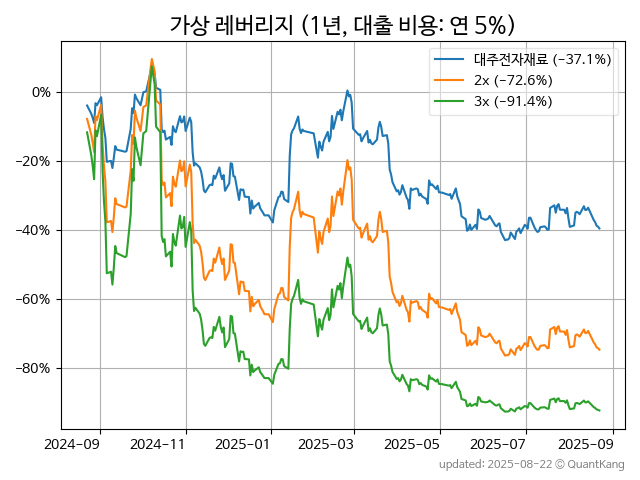 가상 레버리지 (1년, 대출 비용: 연 5%)
대주전자재료 (−37.1%)
2x (−72.6%)
3x (−91.4%)
0%
−20%
−40%
−60%
−80%
2024-09 2024-11 2025-01 2025-03 2025-05 2025-07 2025-09
updated: 2025-08-22 © QuantKang